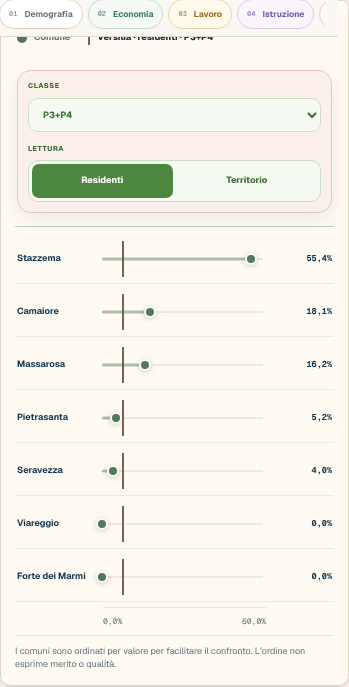 01 Demografia 02 Economia 03 Lavoro 04 Istruzione
Comune Versilia · residenti · P3+P4
CLASSE
P3+P4
LETTURA
Residenti Territorio
Stazzema 55,4%
Camaiore 18,1%
Massarosa 16,2%
Pietrasanta 5,2%
Seravezza 4,0%
Viareggio 0,0%
Forte dei Marmi 0,0%
0,0% 60,0%
I comuni sono ordinati per valore per facilitare il confronto. L'ordine non
esprime merito o qualità.